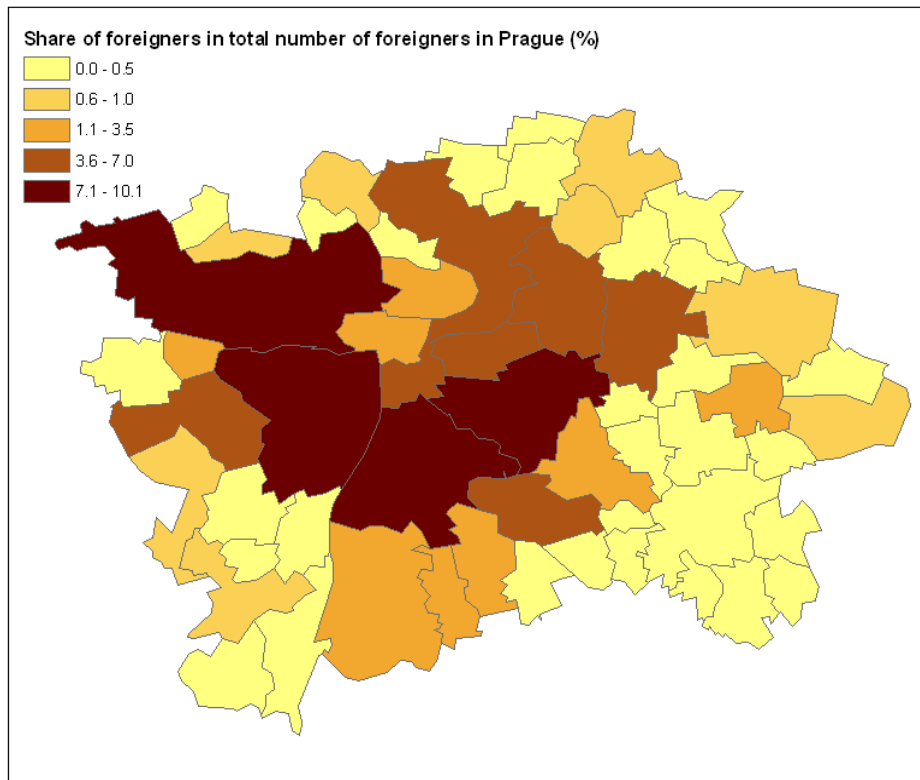 Share of foreigners in total number of foreigners in Prague (%)
0.0 - 0.5
0.6 - 1.0
1.1 - 3.5
3.6 - 7.0
7.1 - 10.1